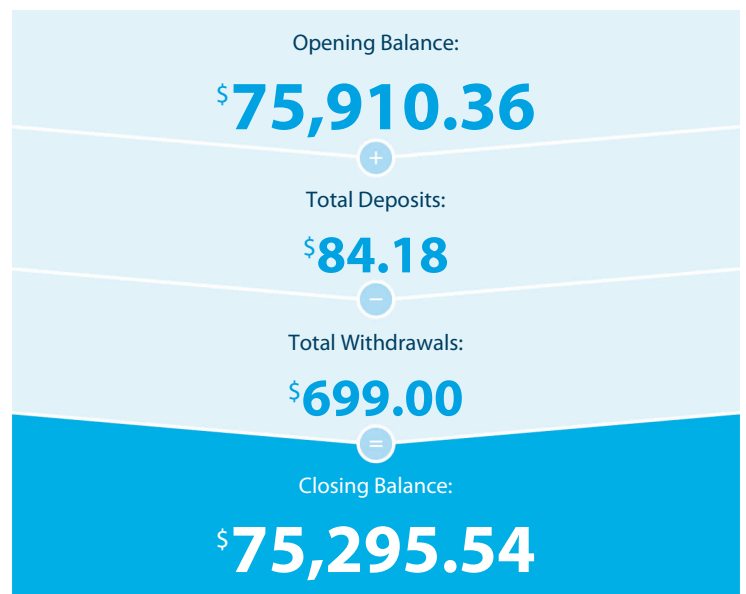 Opening Balance:
$75,910.36
+
Total Deposits:
$84.18
−
Total Withdrawals:
$699.00
=
Closing Balance:
$75,295.54